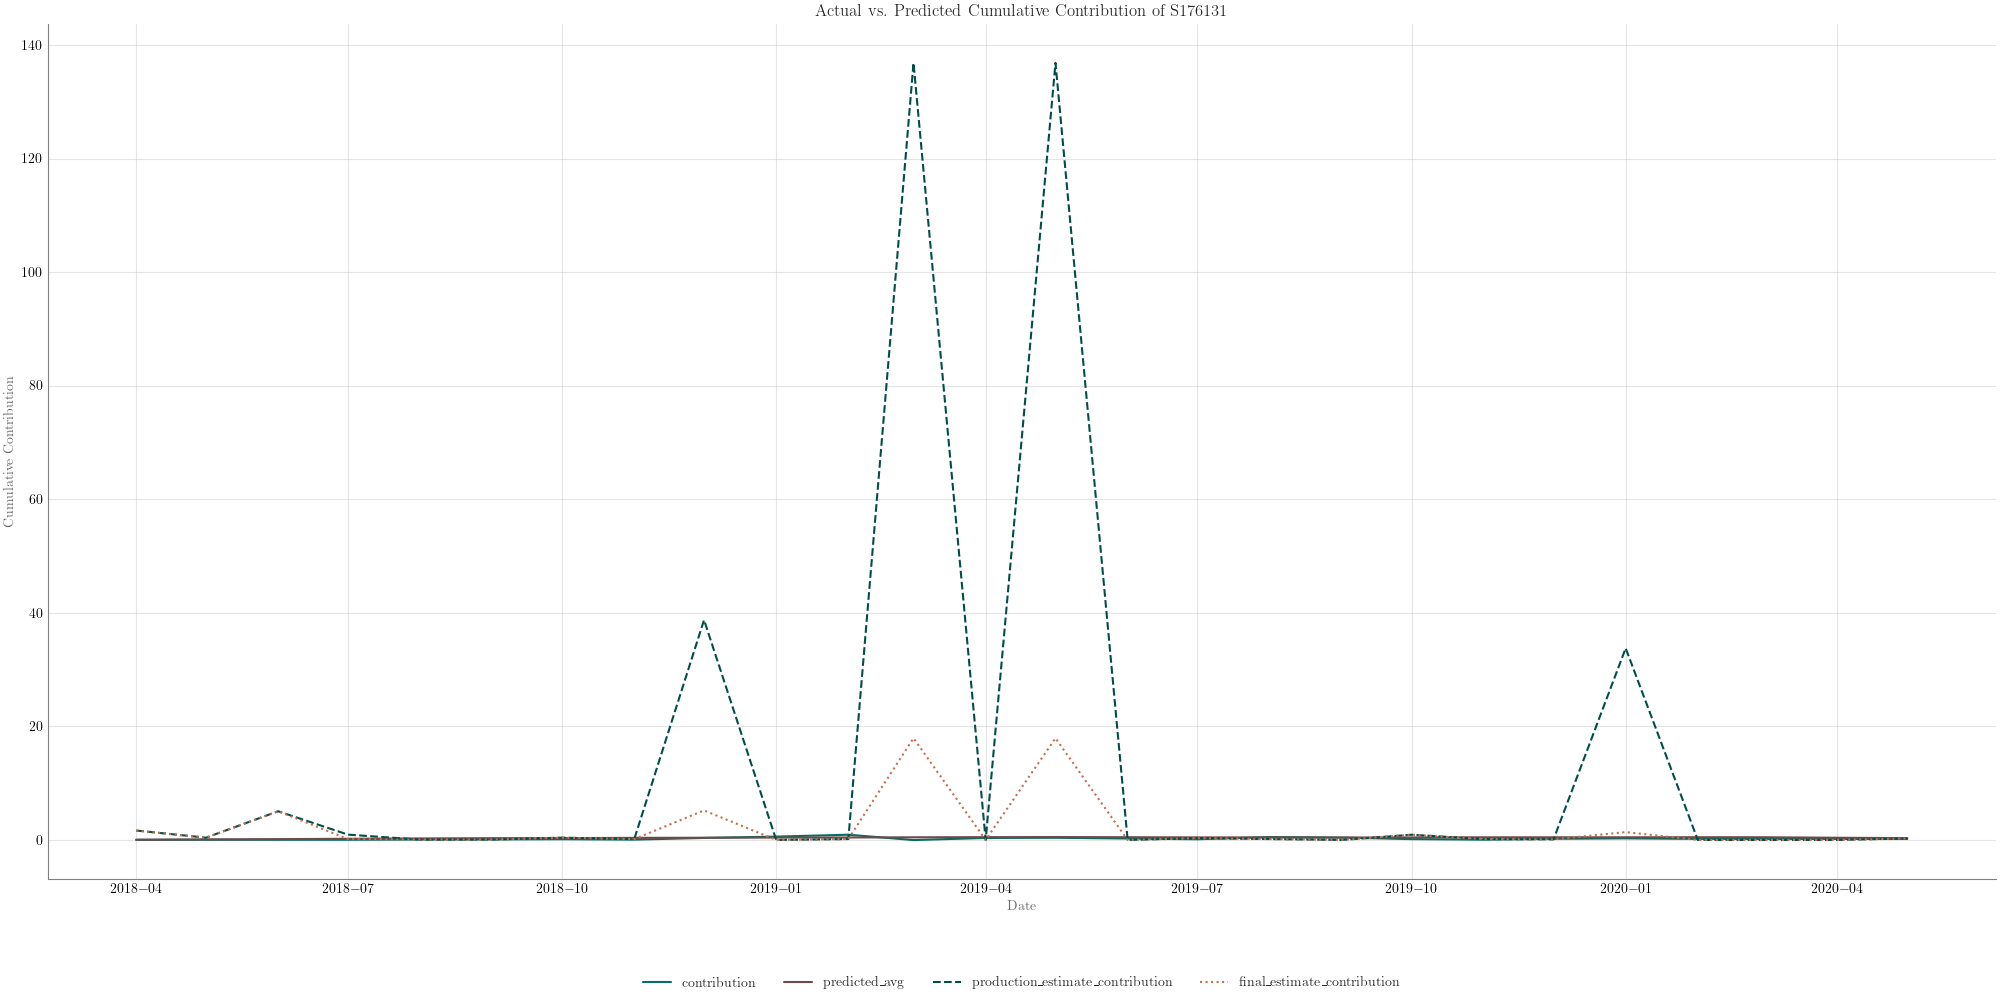 Actual vs. Predicted Cumulative Contribution of S176131
140
120
100
80
60
40
20
0
Cumulative Contribution
2018−04 2018−07 2018−10 2019−01 2019−04 2019−07 2019−10 2020−01 2020−04
Date
contribution predicted_avg production_estimate_contribution final_estimate_contribution